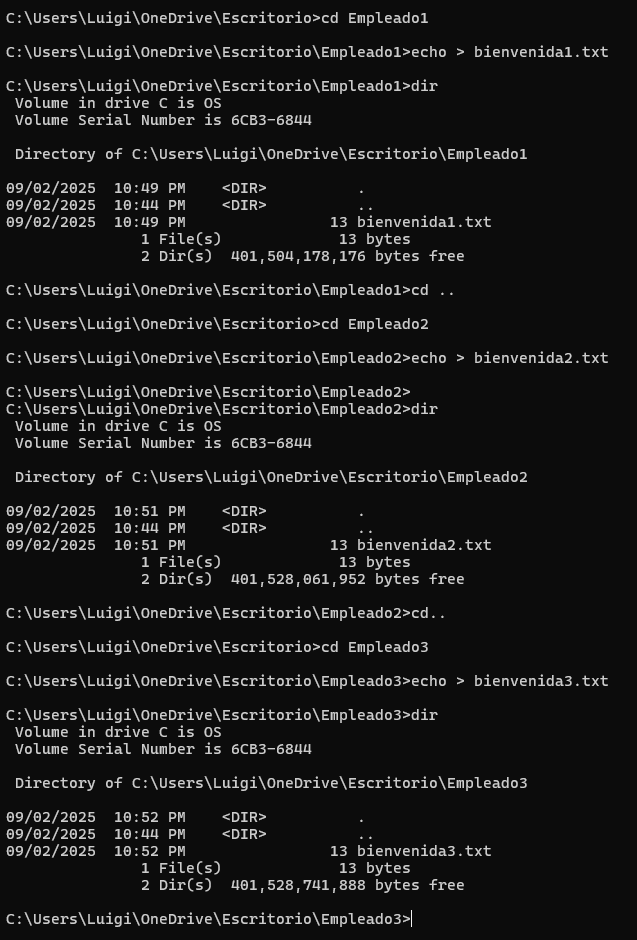 C:\Users\Luigi\OneDrive\Escritorio>cd Empleado1
C:\Users\Luigi\OneDrive\Escritorio\Empleado1>echo > bienvenida1.txt
C:\Users\Luigi\OneDrive\Escritorio\Empleado1>dir
 Volume in drive C is OS
 Volume Serial Number is 6CB3-6844
 Directory of C:\Users\Luigi\OneDrive\Escritorio\Empleado1
09/02/2025  10:49 PM    <DIR>          .
09/02/2025  10:44 PM    <DIR>          ..
09/02/2025  10:49 PM                13 bienvenida1.txt
               1 File(s)             13 bytes
               2 Dir(s)  401,504,178,176 bytes free
C:\Users\Luigi\OneDrive\Escritorio\Empleado1>cd ..
C:\Users\Luigi\OneDrive\Escritorio>cd Empleado2
C:\Users\Luigi\OneDrive\Escritorio\Empleado2>echo > bienvenida2.txt
C:\Users\Luigi\OneDrive\Escritorio\Empleado2>
C:\Users\Luigi\OneDrive\Escritorio\Empleado2>dir
 Volume in drive C is OS
 Volume Serial Number is 6CB3-6844
 Directory of C:\Users\Luigi\OneDrive\Escritorio\Empleado2
09/02/2025  10:51 PM    <DIR>          .
09/02/2025  10:44 PM    <DIR>          ..
09/02/2025  10:51 PM                13 bienvenida2.txt
               1 File(s)             13 bytes
               2 Dir(s)  401,528,061,952 bytes free
C:\Users\Luigi\OneDrive\Escritorio\Empleado2>cd..
C:\Users\Luigi\OneDrive\Escritorio>cd Empleado3
C:\Users\Luigi\OneDrive\Escritorio\Empleado3>echo > bienvenida3.txt
C:\Users\Luigi\OneDrive\Escritorio\Empleado3>dir
 Volume in drive C is OS
 Volume Serial Number is 6CB3-6844
 Directory of C:\Users\Luigi\OneDrive\Escritorio\Empleado3
09/02/2025  10:52 PM    <DIR>          .
09/02/2025  10:44 PM    <DIR>          ..
09/02/2025  10:52 PM                13 bienvenida3.txt
               1 File(s)             13 bytes
               2 Dir(s)  401,528,741,888 bytes free
C:\Users\Luigi\OneDrive\Escritorio\Empleado3>